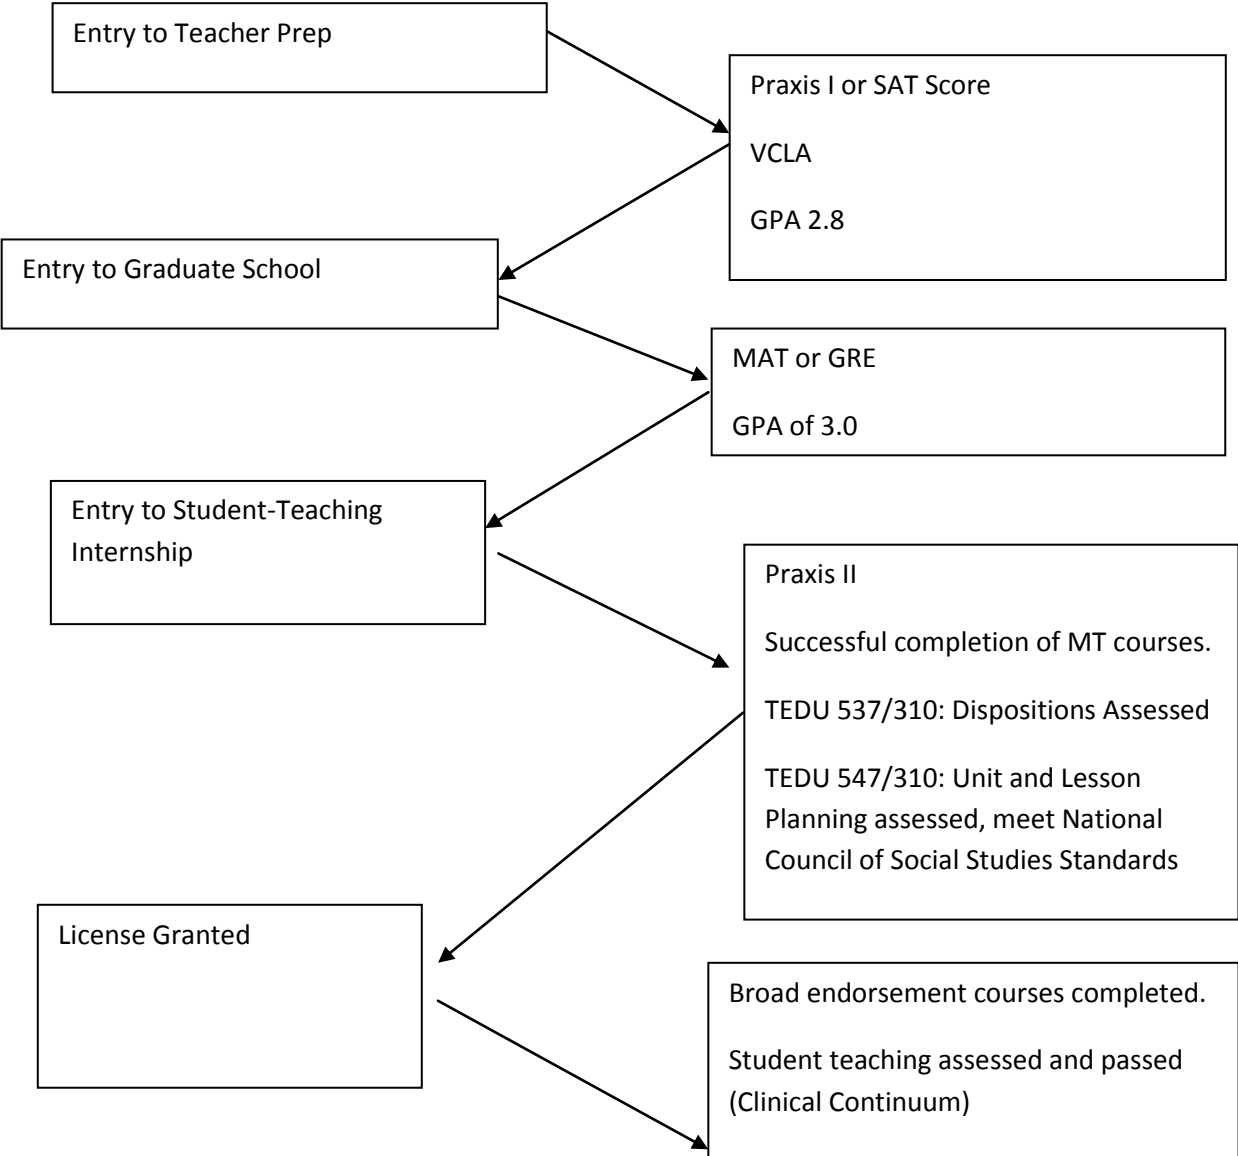 Entry to Teacher Prep
Praxis I or SAT Score
VCLA
GPA 2.8
Entry to Graduate School
MAT or GRE
GPA of 3.0
Entry to Student-Teaching
Internship
Praxis II
Successful completion of MT courses.
TEDU 537/310: Dispositions Assessed
TEDU 547/310: Unit and Lesson
Planning assessed, meet National
Council of Social Studies Standards
License Granted
Broad endorsement courses completed.
Student teaching assessed and passed
(Clinical Continuum)